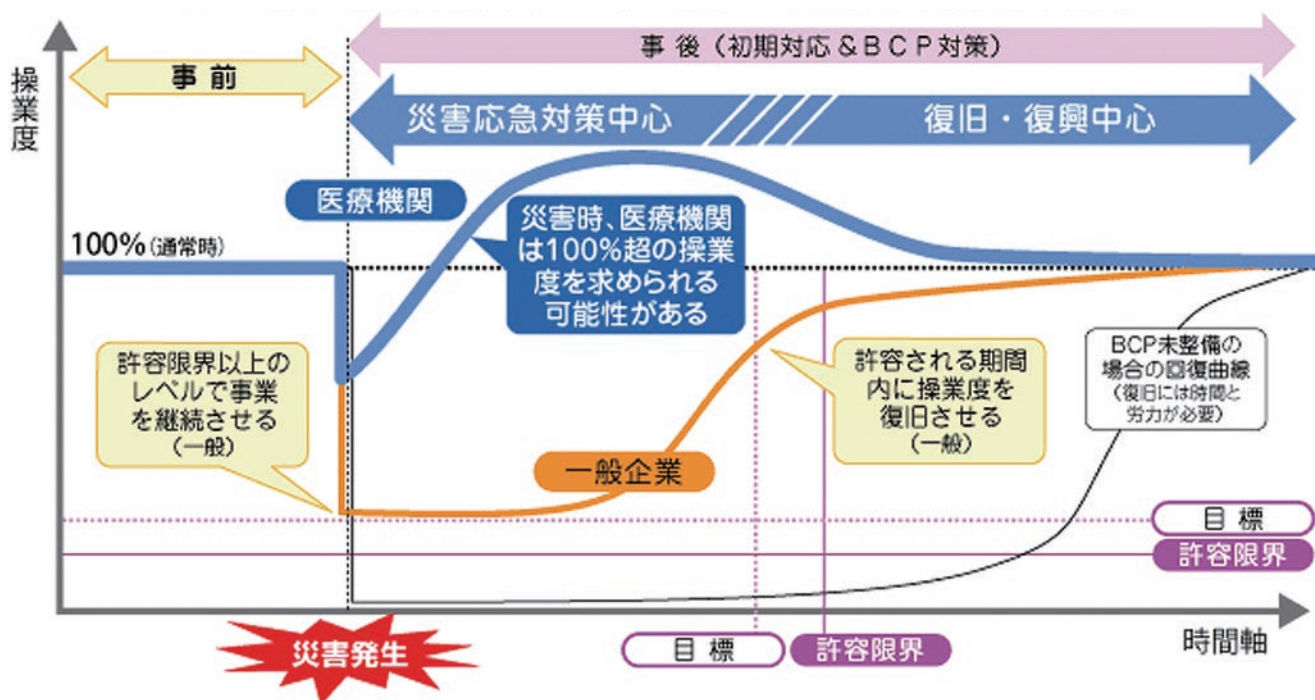 事後（初期対応＆BCP対策）
事前
操業度
災害応急対策中心
復旧・復興中心
医療機関
災害時、医療機関
は100%超の操業
度を求められる
可能性がある
100%（通常時）
許容限界以上の
レベルで事業
を継続させる
（一般）
許容される期間
内に操業度を
復旧させる
（一般）
BCP未整備の
場合の回復曲線
（復旧には時間と
労力が必要）
一般企業
目標
許容限界
災害発生
目標
許容限界
時間軸